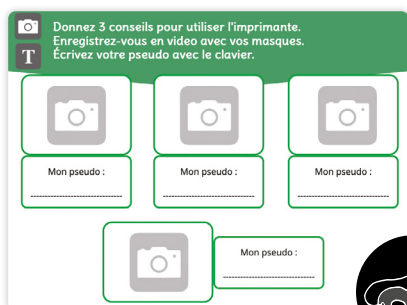 Donnez 3 conseils pour utiliser l'imprimante.
Enregistrez-vous en video avec vos masques.
T
Écrivez votre pseudo avec le clavier.
Mon pseudo :
Mon pseudo :
Mon pseudo :
Mon pseudo :